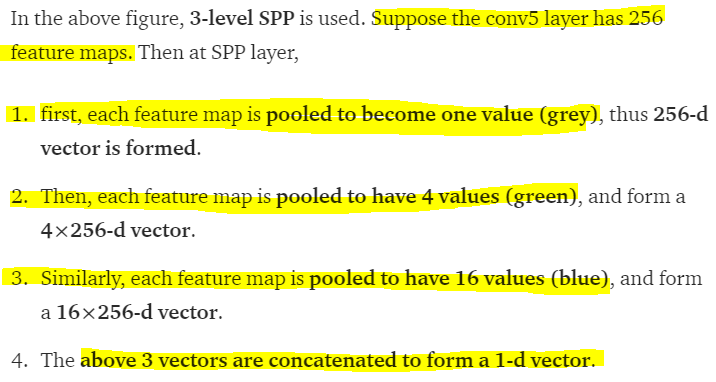 In the above figure, 3-level SPP is used. Suppose the conv5 layer has 256
feature maps. Then at SPP layer,
1. first, each feature map is pooled to become one value (grey), thus 256-d
vector is formed.
2. Then, each feature map is pooled to have 4 values (green), and form a
4×256-d vector.
3. Similarly, each feature map is pooled to have 16 values (blue), and form
a 16×256-d vector.
4. The above 3 vectors are concatenated to form a 1-d vector.